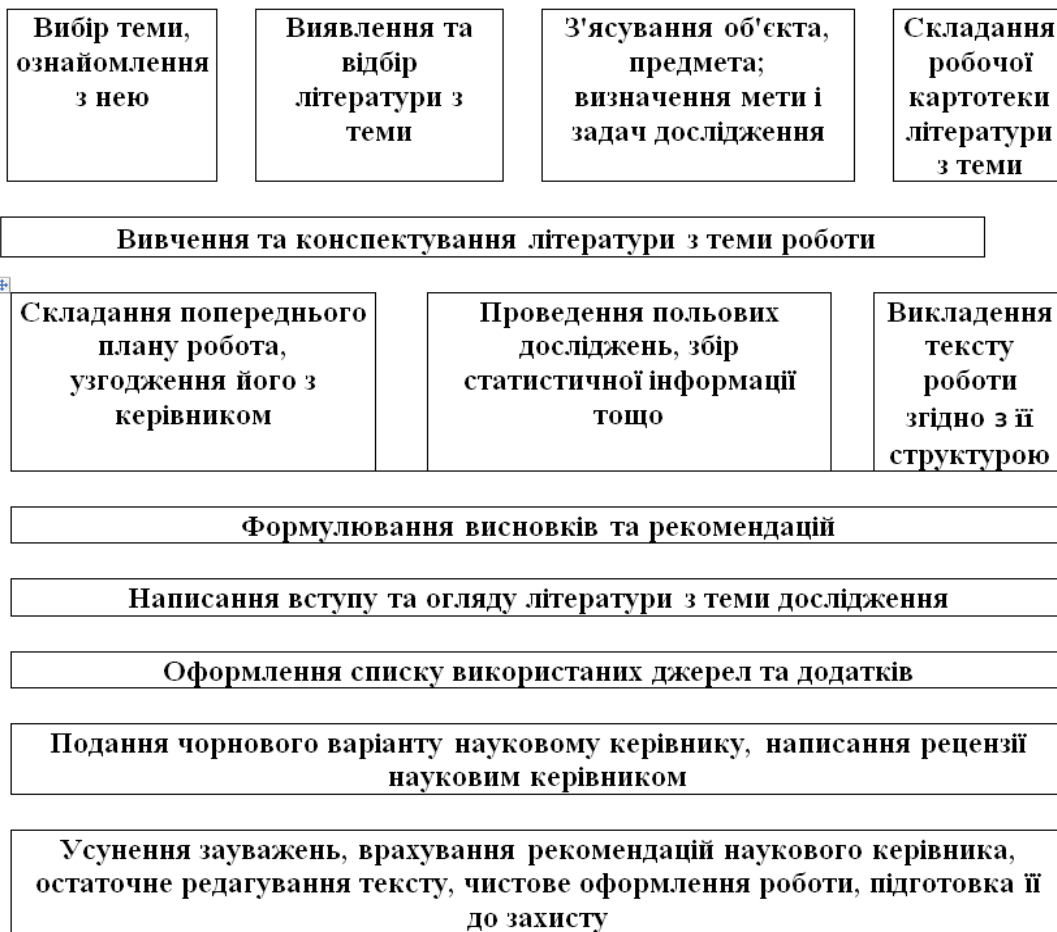 Вибір теми,
ознайомлення
з нею
Виявлення та
відбір
літератури з
теми
З'ясування об'єкта,
предмета;
визначення мети і
задач дослідження
Складання
робочої
картотеки
літератури
з теми
Вивчення та конспектування літератури з теми роботи
Складання попереднього
плану робота,
узгодження його з
керівником
Проведення польових
досліджень, збір
статистичної інформації
тощо
Викладення
тексту
роботи
згідно з її
структурою
Формулювання висновків та рекомендацій
Написання вступу та огляду літератури з теми дослідження
Оформлення списку використаних джерел та додатків
Подання чорнового варіанту науковому керівнику, написання рецензії
науковим керівником
Усунення зауважень, врахування рекомендацій наукового керівника,
остаточне редагування тексту, чистове оформлення роботи, підготовка її
до захисту